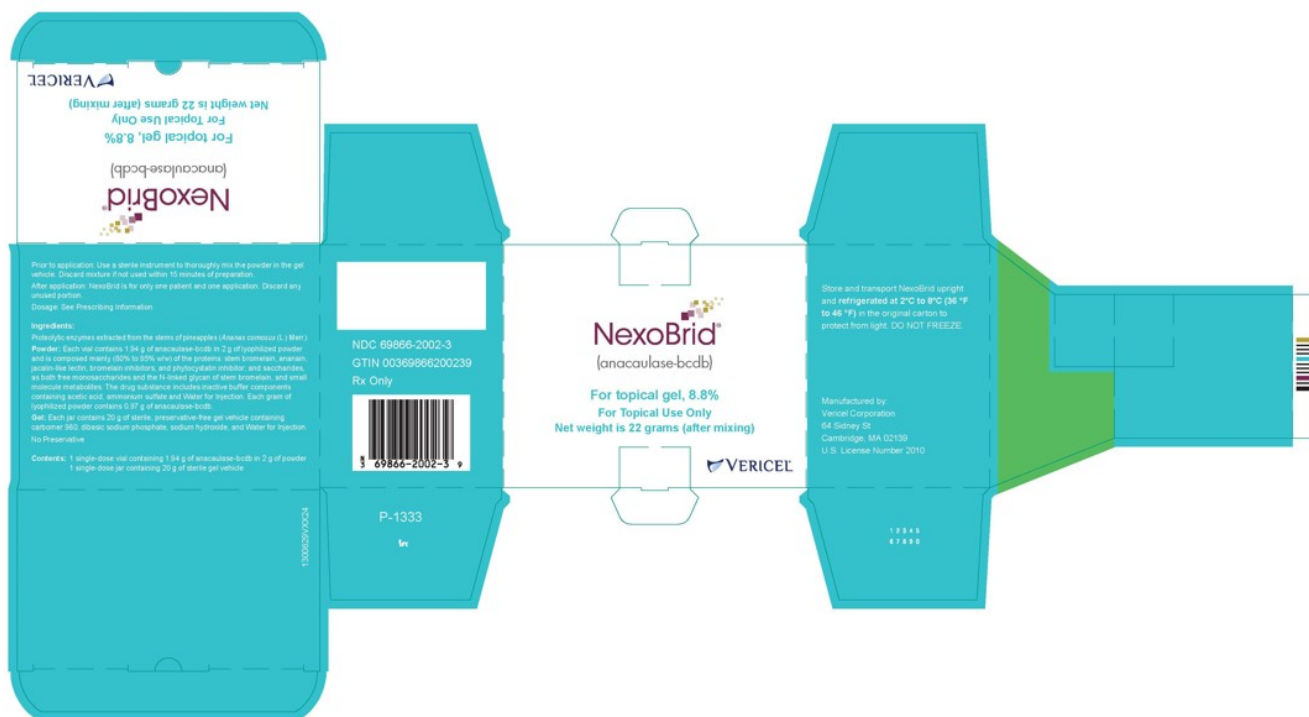 VERICEL
Net weight is 22 grams (after mixing)
For Topical Use Only
For topical gel, 8.8%
(anacaulase-bcdb)
NexoBrid®
Prior to application: Use a sterile instrument to thoroughly mix the powder in the gel
vehicle. Discard mixture if not used within 15 minutes of preparation.
After application: NexoBrid is for only one patient and one application. Discard any
unused portion.
Dosage: See Prescribing Information
Ingredients:
Proteolytic enzymes extracted from the stems of pineapples (Ananas comosus (L.) Merr.)
Powder: Each vial contains 1.94 g of anacaulase-bcdb in 2 g of lyophilized powder
and is composed mainly (80% to 95% w/w) of the proteins: stem bromelain, ananain,
jacalin-like lectin, bromelain inhibitors, and phytocystatin inhibitor; and saccharides,
as both free monosaccharides and the N-linked glycan of stem bromelain, and small
molecule metabolites. The drug substance includes inactive buffer components
containing acetic acid, ammonium sulfate and Water for Injection. Each gram of
lyophilized powder contains 0.97 g of anacaulase-bcdb.
Gel: Each jar contains 20 g of sterile, preservative-free gel vehicle containing
carbomer 980, dibasic sodium phosphate, sodium hydroxide, and Water for Injection.
No Preservative
Contents: 1 single-dose vial containing 1.94 g of anacaulase-bcdb in 2 g of powder
1 single-dose jar containing 20 g of sterile gel vehicle
NDC 69866-2002-3
GTIN 00369866200239
Rx Only
3 69866-2002-3 9
P-1333
NexoBrid®
(anacaulase-bcdb)
For topical gel, 8.8%
For Topical Use Only
Net weight is 22 grams (after mixing)
VERICEL
Store and transport NexoBrid upright
and refrigerated at 2°C to 8°C (36 °F
to 46 °F) in the original carton to
protect from light. DO NOT FREEZE.
Manufactured by:
Vericel Corporation
64 Sidney St
Cambridge, MA 02139
U.S. License Number 2010
1 2 3 4 5
6 7 8 9 0